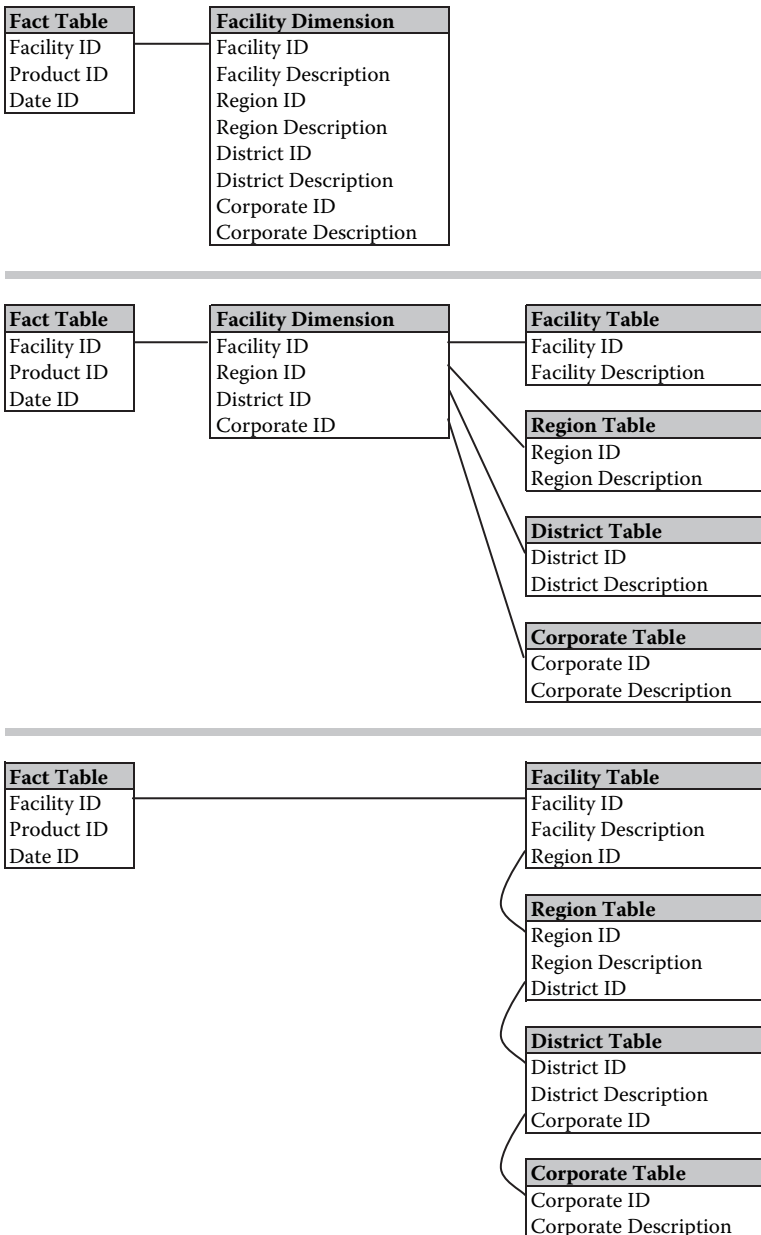 Fact Table
Facility ID
Product ID
Date ID
Facility Dimension
Facility ID
Facility Description
Region ID
Region Description
District ID
District Description
Corporate ID
Corporate Description
Fact Table
Facility ID
Product ID
Date ID
Facility Dimension
Facility ID
Region ID
District ID
Corporate ID
Facility Table
Facility ID
Facility Description
Region Table
Region ID
Region Description
District Table
District ID
District Description
Corporate Table
Corporate ID
Corporate Description
Fact Table
Facility ID
Product ID
Date ID
Facility Table
Facility ID
Facility Description
Region ID
Region Table
Region ID
Region Description
District ID
District Table
District ID
District Description
Corporate ID
Corporate Table
Corporate ID
Corporate Description